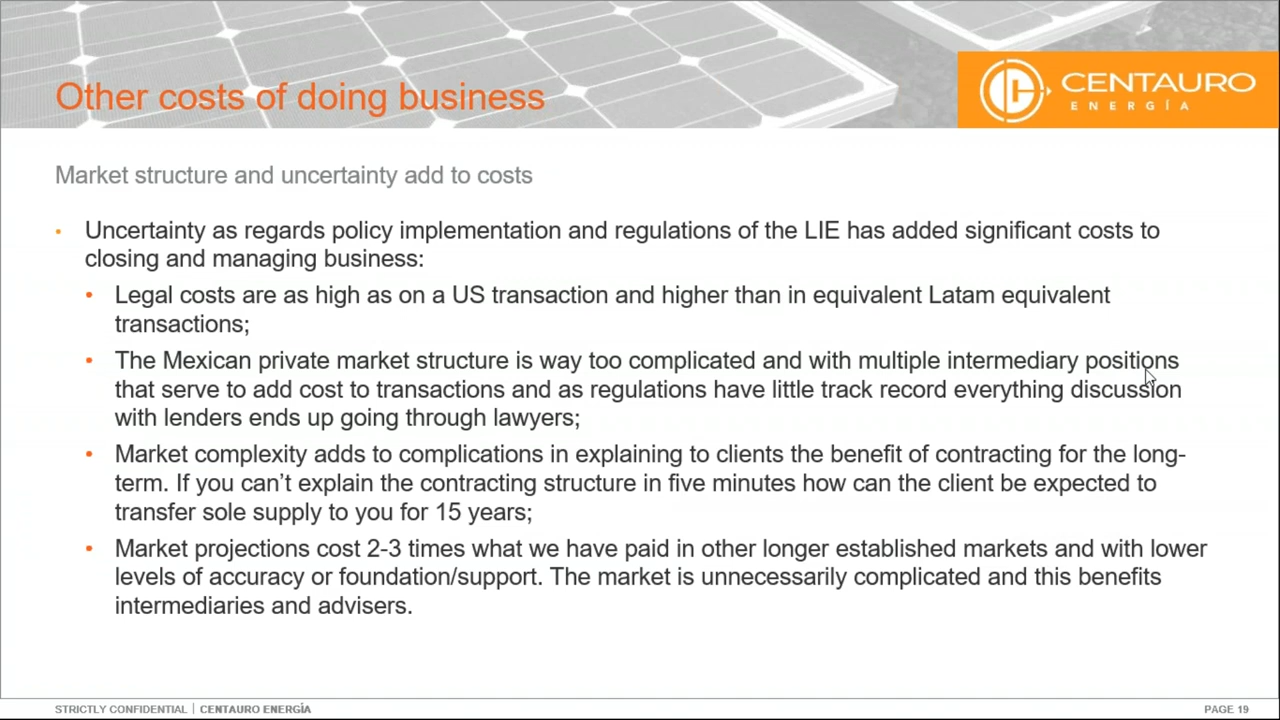 Other costs of doing business
CENTAURO
ENERGÍA
Market structure and uncertainty add to costs
• Uncertainty as regards policy implementation and regulations of the LIE has added significant costs to
closing and managing business:
• Legal costs are as high as on a US transaction and higher than in equivalent Latam equivalent
transactions;
• The Mexican private market structure is way too complicated and with multiple intermediary positions
that serve to add cost to transactions and as regulations have little track record everything discussion
with lenders ends up going through lawyers;
• Market complexity adds to complications in explaining to clients the benefit of contracting for the long-
term. If you can’t explain the contracting structure in five minutes how can the client be expected to
transfer sole supply to you for 15 years;
• Market projections cost 2-3 times what we have paid in other longer established markets and with lower
levels of accuracy or foundation/support. The market is unnecessarily complicated and this benefits
intermediaries and advisers.
STRICTLY CONFIDENTIAL | CENTAURO ENERGÍA
PAGE 19